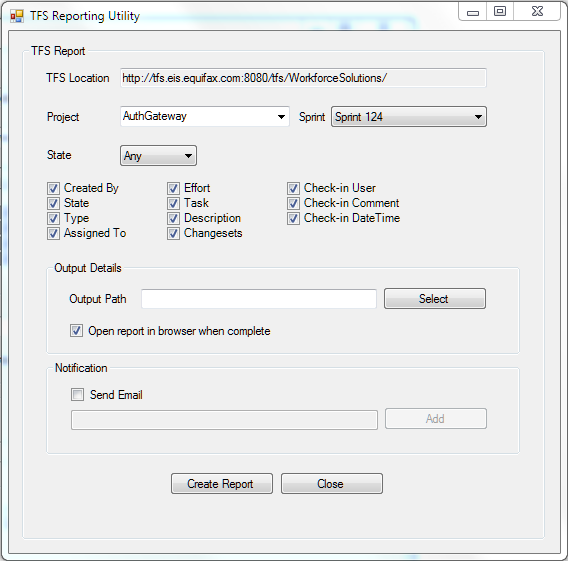 TFS Reporting Utility
TFS Report
TFS Location http://tfs.eis.equifax.com:8080/tfs/WorkforceSolutions/
Project AuthGateway Sprint Sprint 124
State Any
Created By Effort Check-in User
State Task Check-in Comment
Type Description Check-in DateTime
Assigned To Changesets
Output Details
Output Path Select
Open report in browser when complete
Notification
Send Email
Add
Create Report Close